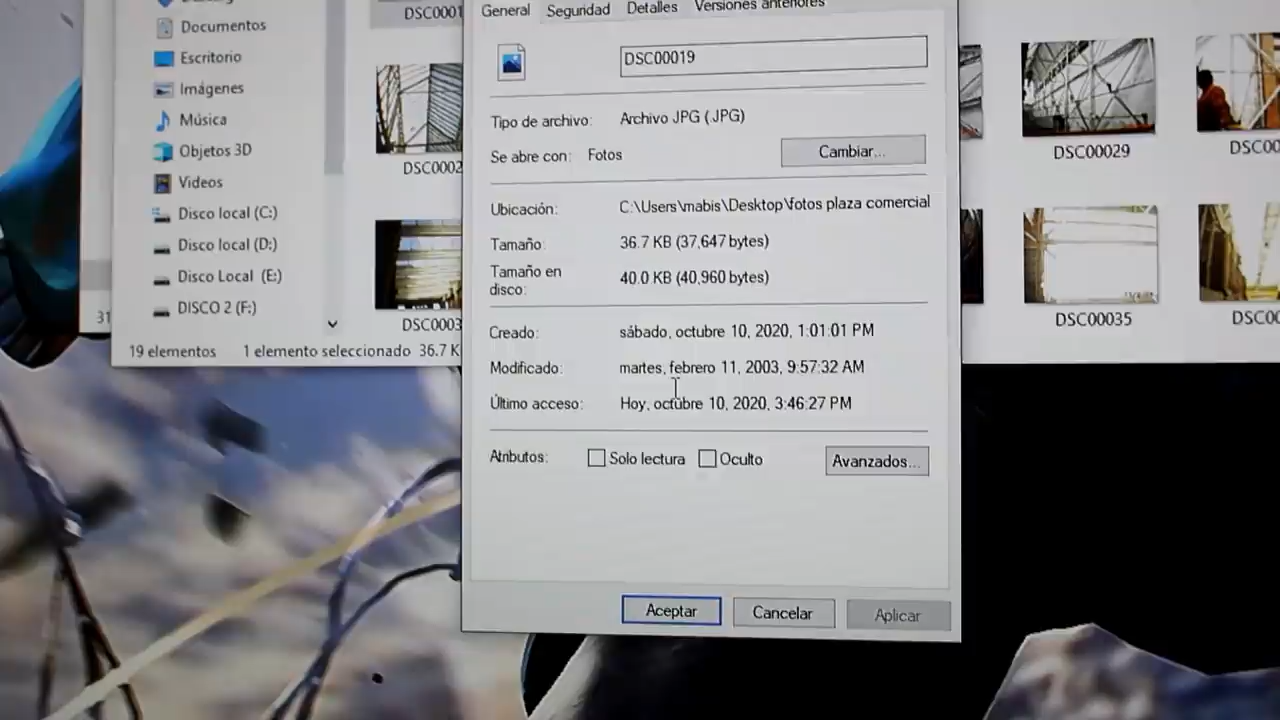 Documentos
Escritorio
Imágenes
Música
Objetos 3D
Videos
Disco local (C:)
Disco local (D:)
Disco Local (E:)
DISCO 2 (F:)
31
19 elementos 1 elemento seleccionado 36.7 K
DSC0001
DSC0002
DSC0003
General Seguridad Detalles Versiones anteriores
DSC00019
Tipo de archivo: Archivo JPG (.JPG)
Se abre con: Fotos Cambiar...
Ubicación: C:\Users\mabis\Desktop\fotos plaza comercial
Tamaño: 36.7 KB (37,647 bytes)
Tamaño en
disco: 40.0 KB (40,960 bytes)
Creado: sábado, octubre 10, 2020, 1:01:01 PM
Modificado: martes, febrero 11, 2003, 9:57:32 AM
Último acceso: Hoy, octubre 10, 2020, 3:46:27 PM
Atributos: Solo lectura Oculto Avanzados...
Aceptar Cancelar Aplicar
DSC00029
DSC00
DSC00035
DSC00